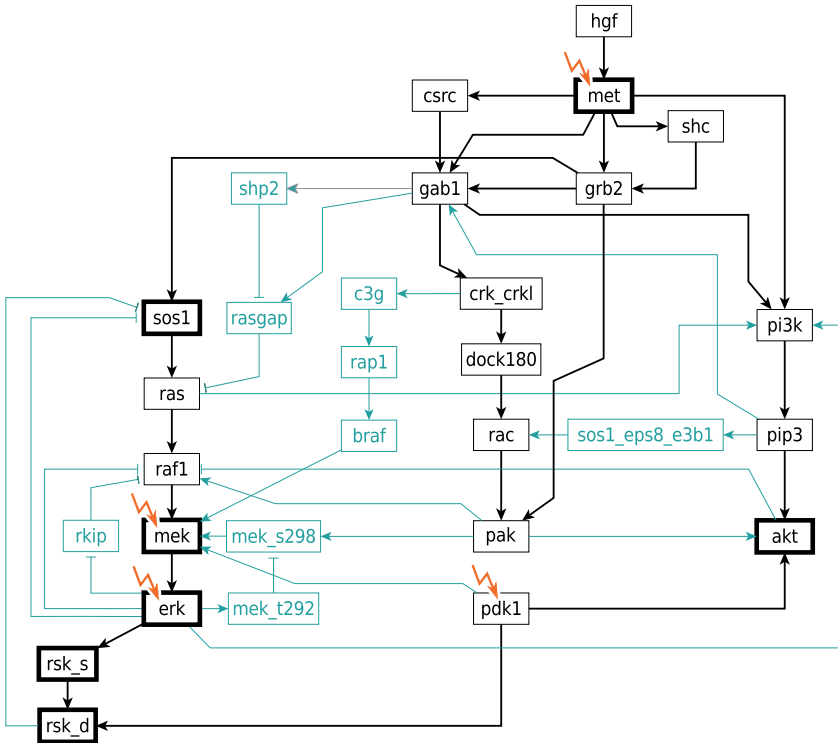 hgf
csrc
met
shc
shp2
gab1
grb2
c3g
crk_crkl
sos1
rasgap
pi3k
rap1
dock180
ras
braf
rac
sos1_eps8_e3b1
pip3
raf1
rkip
mek
mek_s298
pak
akt
erk
mek_t292
pdk1
rsk_s
rsk_d